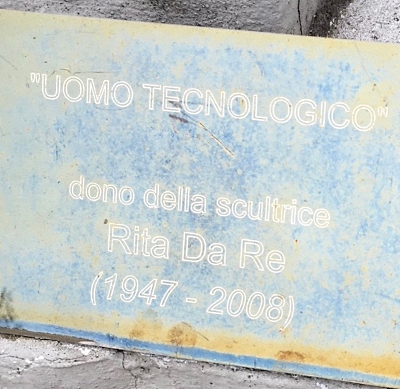 "UOMO TECNOLOGICO"
dono della scultrice
Rita Da Re
(1947 - 2008)